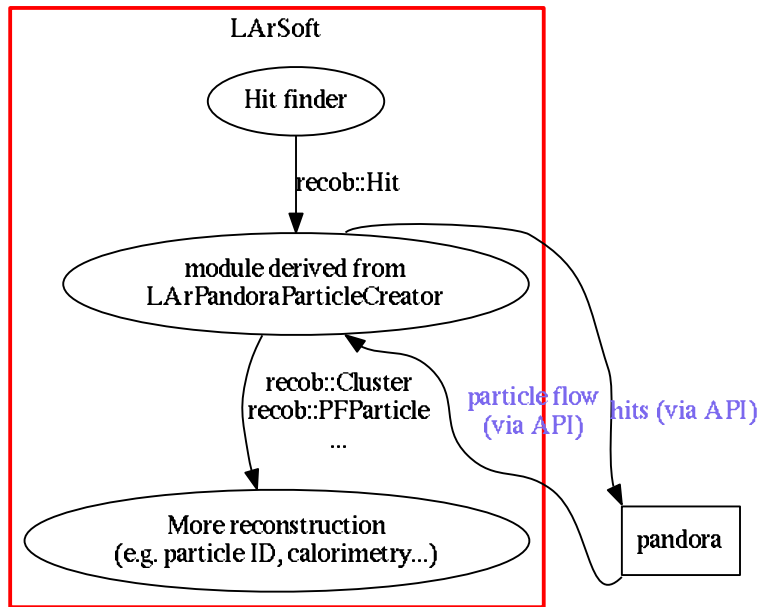 LArSoft
Hit finder
recob::Hit
module derived from
LArPandoraParticleCreator
recob::Cluster
recob::PFParticle
...
particle flow
(via API)
hits (via API)
More reconstruction
(e.g. particle ID, calorimetry...)
pandora